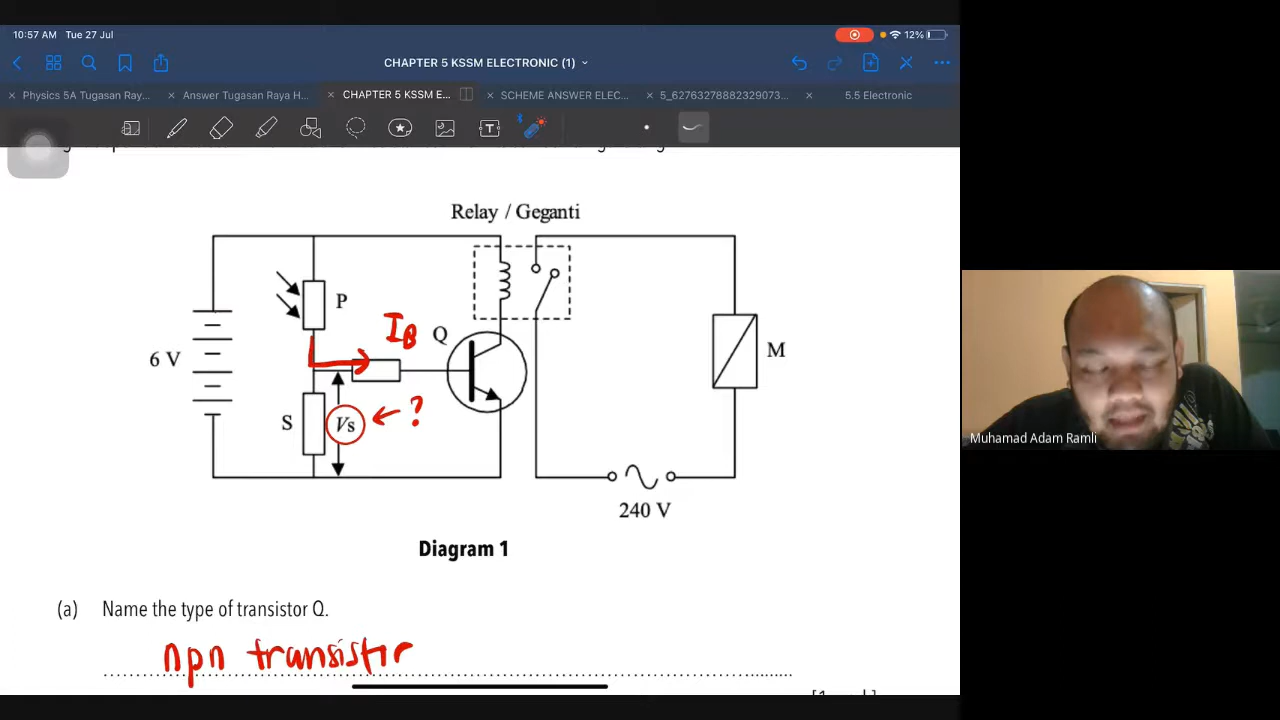 10:57 AM Tue 27 Jul
12%
CHAPTER 5 KSSM ELECTRONIC (1)
Physics 5A Tugasan Ray...
Answer Tugasan Raya H...
CHAPTER 5 KSSM E...
SCHEME ANSWER ELEC...
5_62763278882329073...
5.5 Electronic
Relay / Geganti
P
IB
Q
6 V
M
S
Vs
← ?
240 V
Diagram 1
(a) Name the type of transistor Q.
npn transistor
Muhamad Adam Ramli